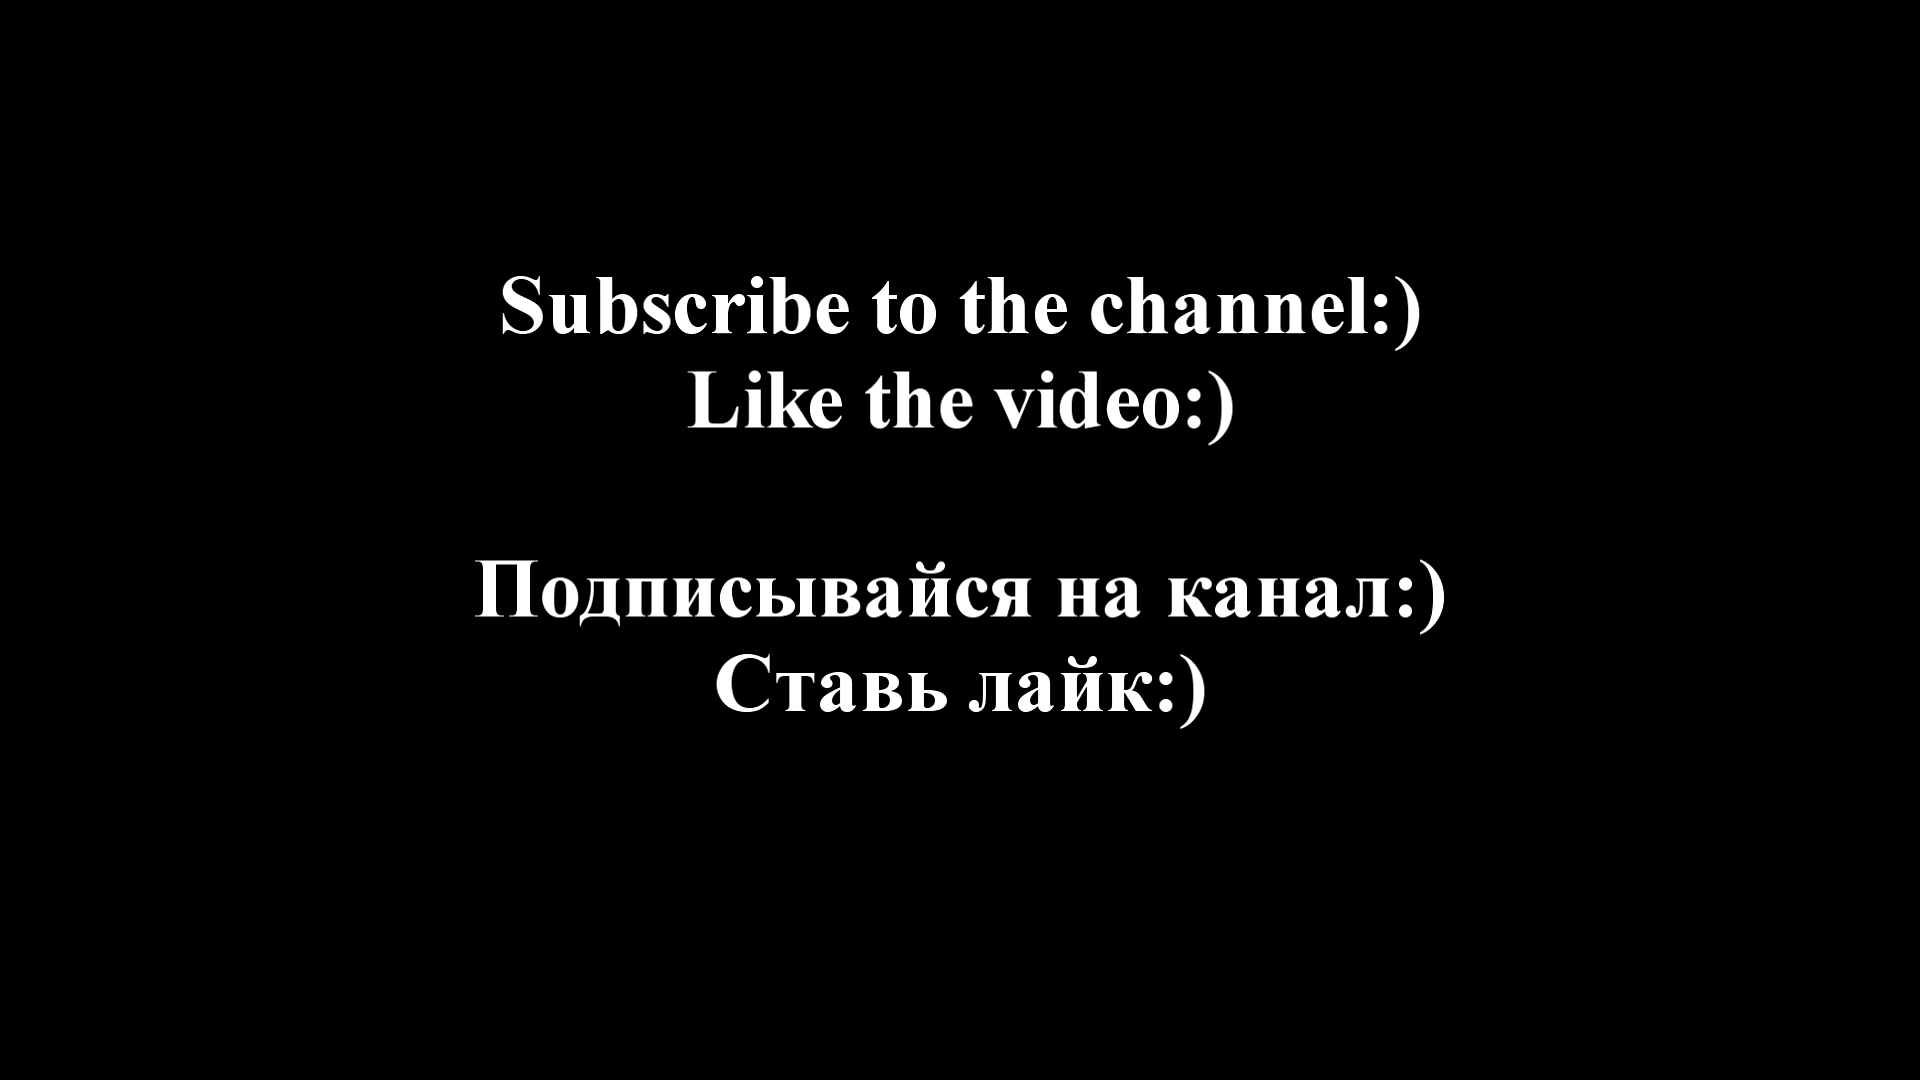 Subscribe to the channel:)
Like the video:)
Подписывайся на канал:)
Ставь лайк:)